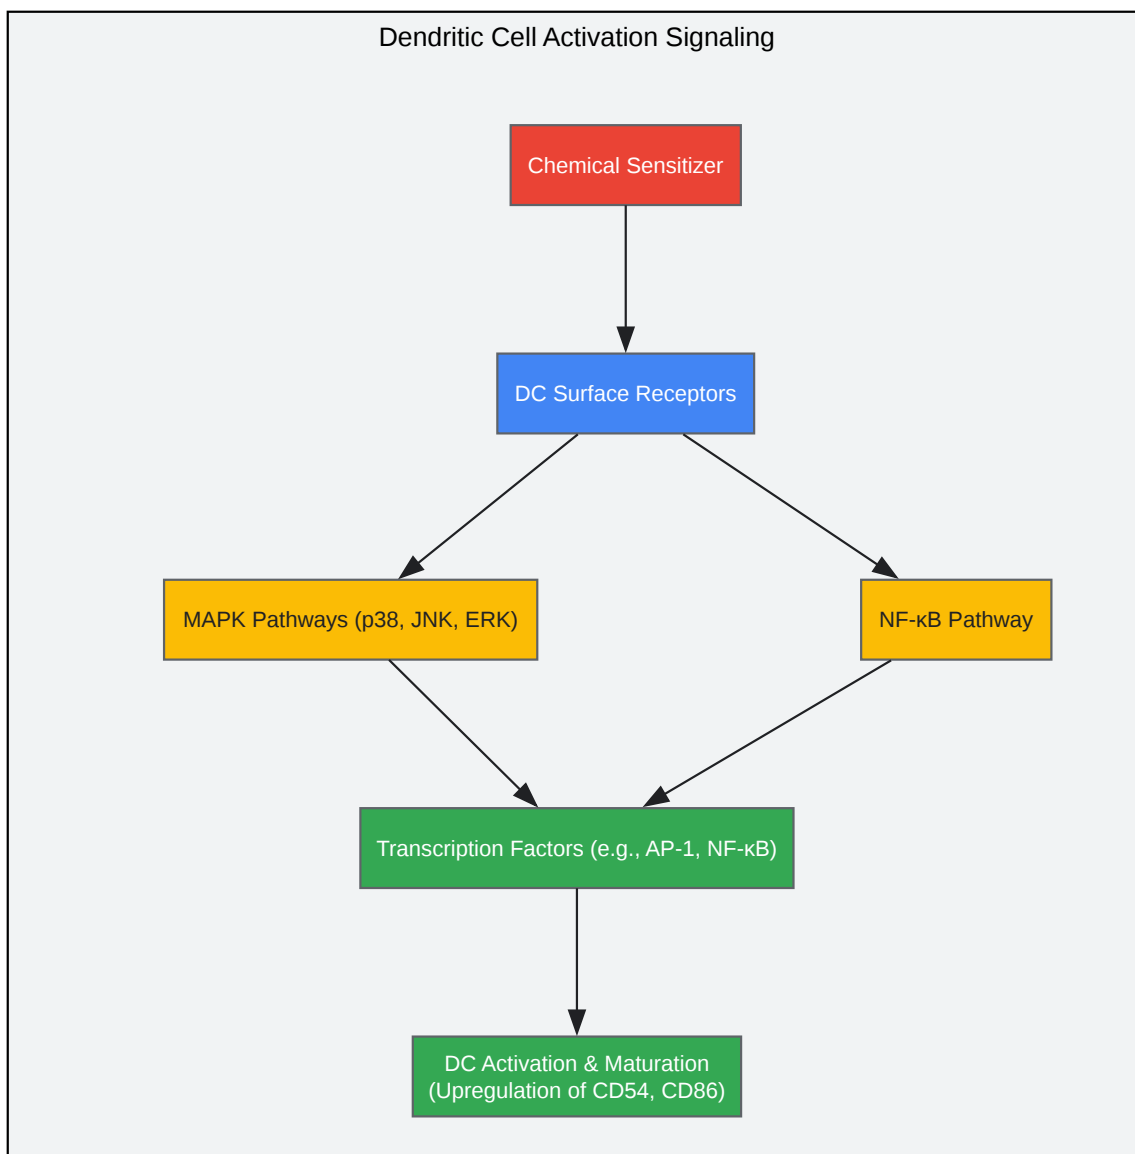 Dendritic Cell Activation Signaling
Chemical Sensitizer
DC Surface Receptors
MAPK Pathways (p38, JNK, ERK)
NF-κB Pathway
Transcription Factors (e.g., AP-1, NF-κB)
DC Activation & Maturation
(Upregulation of CD54, CD86)